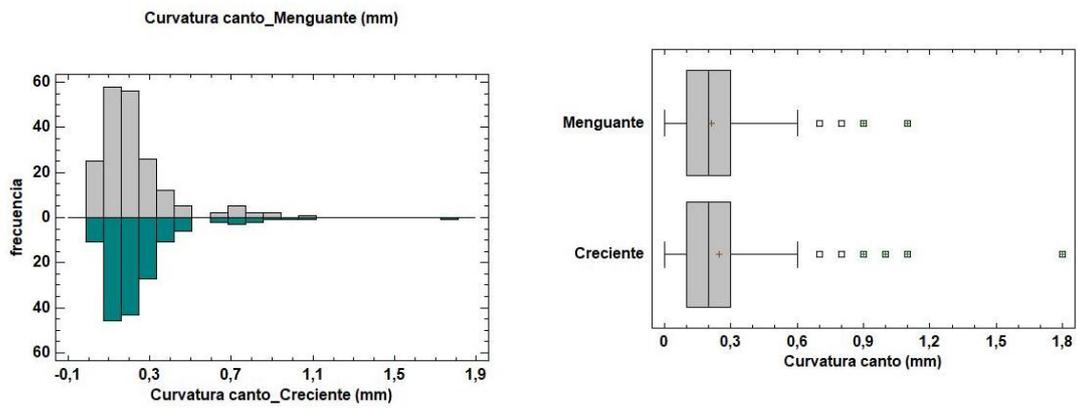 Curvatura canto_Menguante (mm)
frecuencia
60
40
20
0
20
40
60
-0,1 0,3 0,7 1,1 1,5 1,9
Curvatura canto_Creciente (mm)
Menguante
Creciente
0 0,3 0,6 0,9 1,2 1,5 1,8
Curvatura canto (mm)